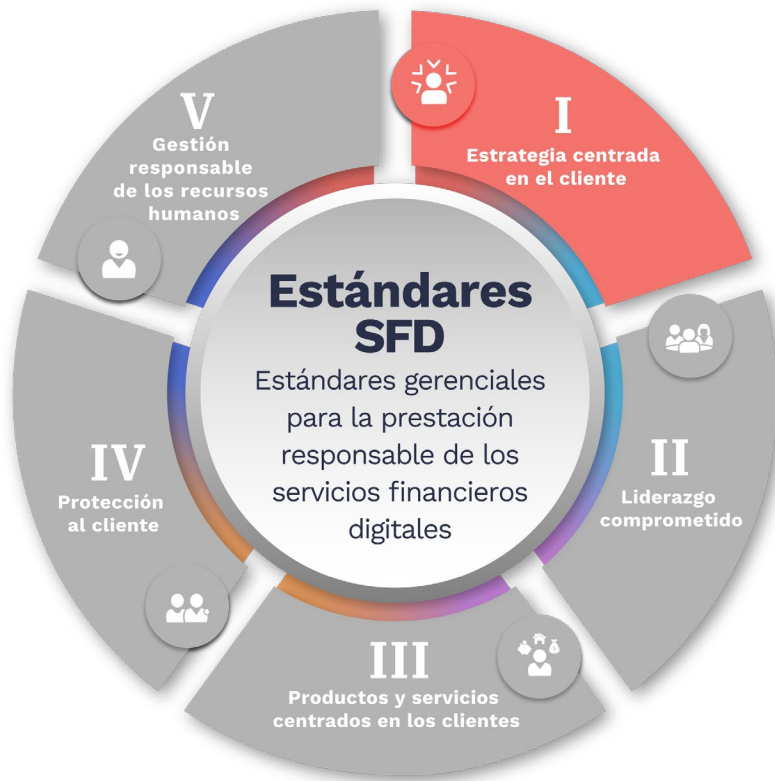 Estándares
SFD
Estándares gerenciales
para la prestación
responsable de los
servicios financieros
digitales
I
Estrategia centrada
en el cliente
II
Liderazgo
comprometido
III
Productos y servicios
centrados en los clientes
IV
Protección
al cliente
V
Gestión
responsable
de los recursos
humanos